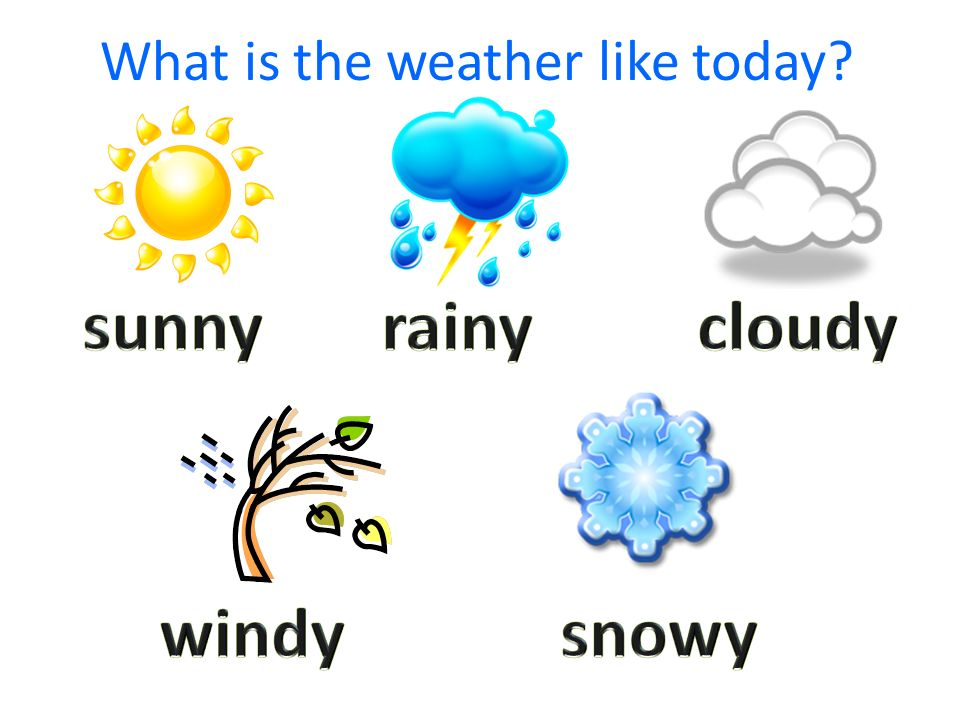 What is the weather like today?
sunny rainy cloudy
windy snowy